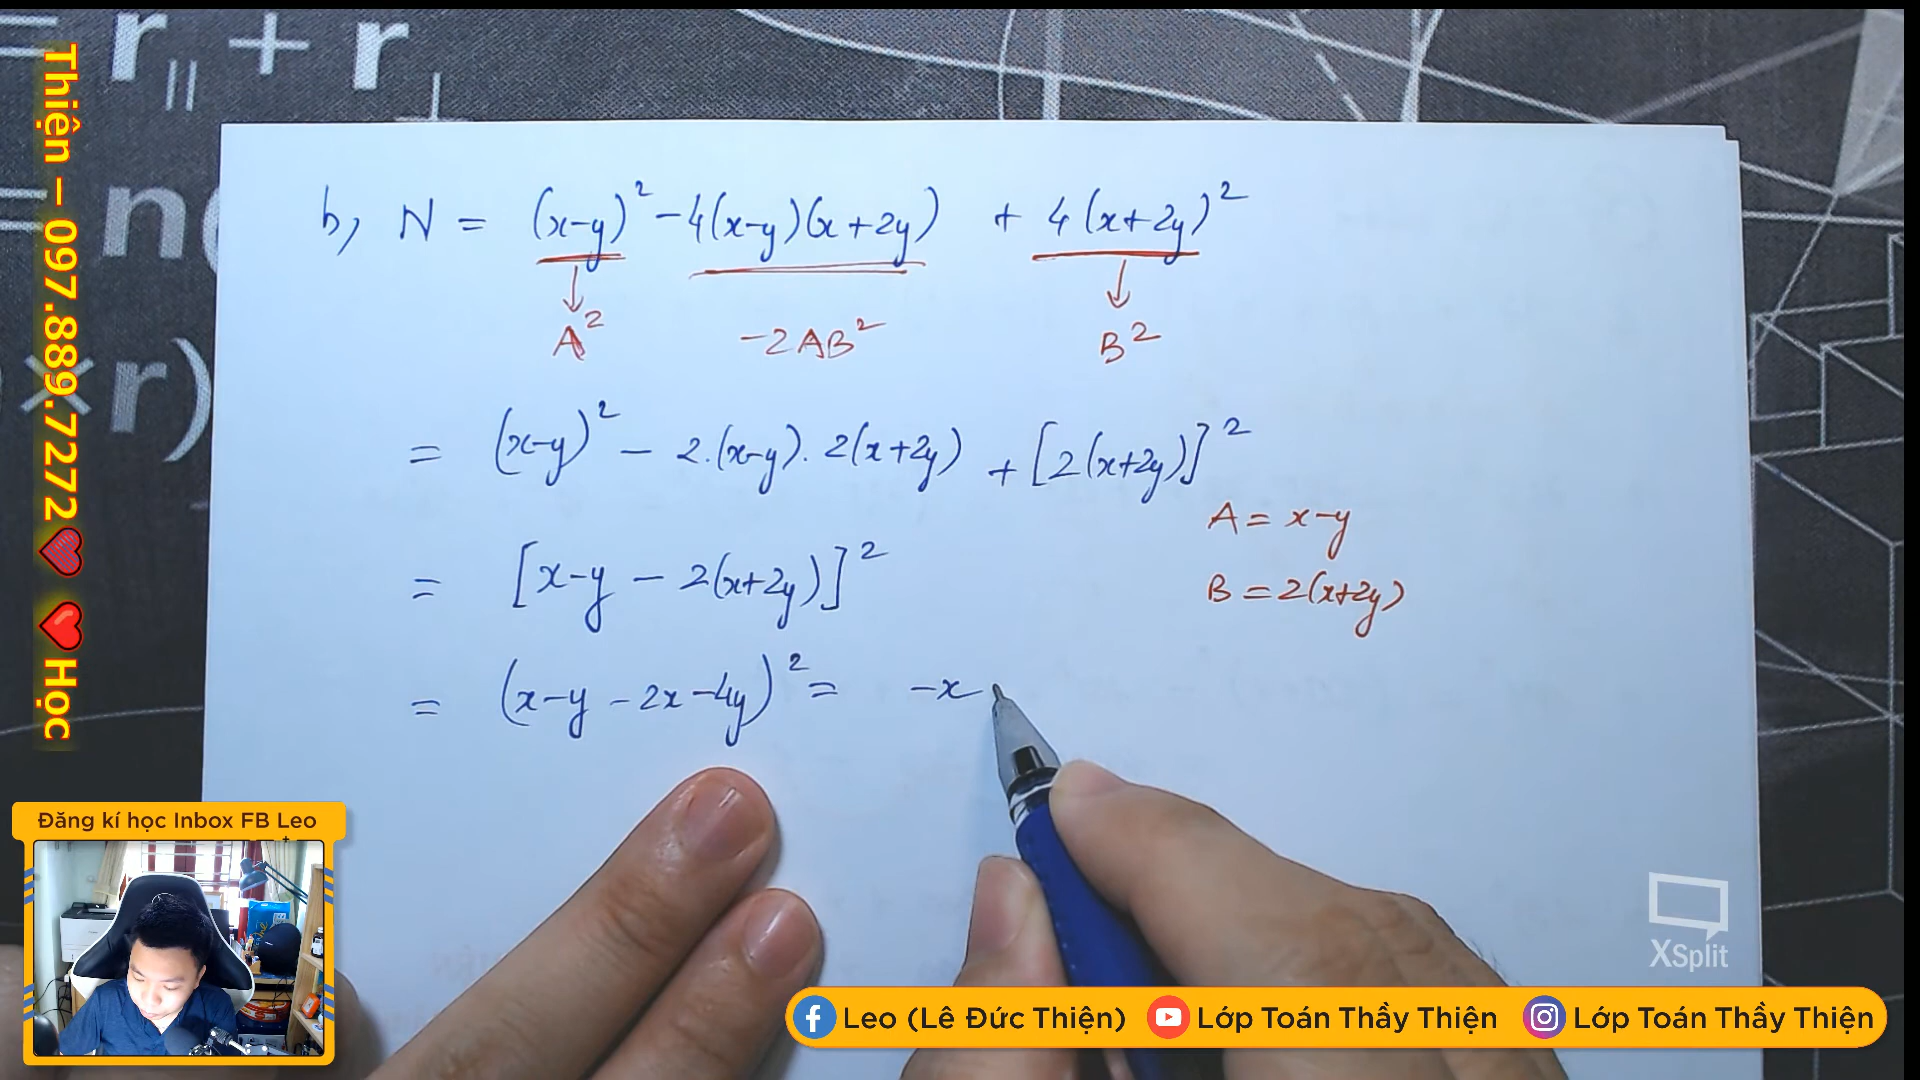 = r|| + r⊥
= n(
×r)
Thiện – 097.889.7272 ❤ ❤ Học
b, N = (x-y)² - 4(x-y)(x+2y) + 4(x+2y)²
A² -2AB² B²
= (x-y)² - 2.(x-y). 2(x+2y) + [2(x+2y)]²
A = x-y
= [x-y - 2(x+2y)]²
B = 2(x+2y)
= (x-y - 2x - 4y)² = -x
Đăng kí học Inbox FB Leo
XSplit
Leo (Lê Đức Thiện) Lớp Toán Thầy Thiện Lớp Toán Thầy Thiện